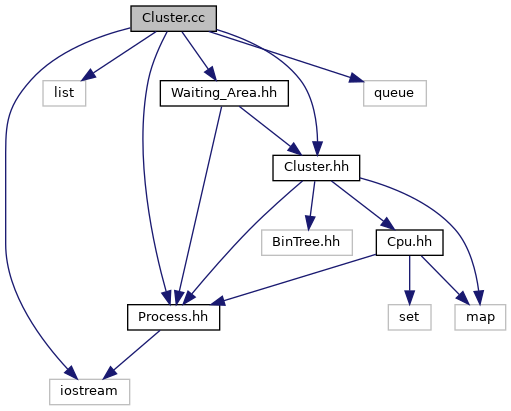 Cluster.cc
list
Waiting_Area.hh
queue
Cluster.hh
BinTree.hh
Cpu.hh
Process.hh
set
map
iostream